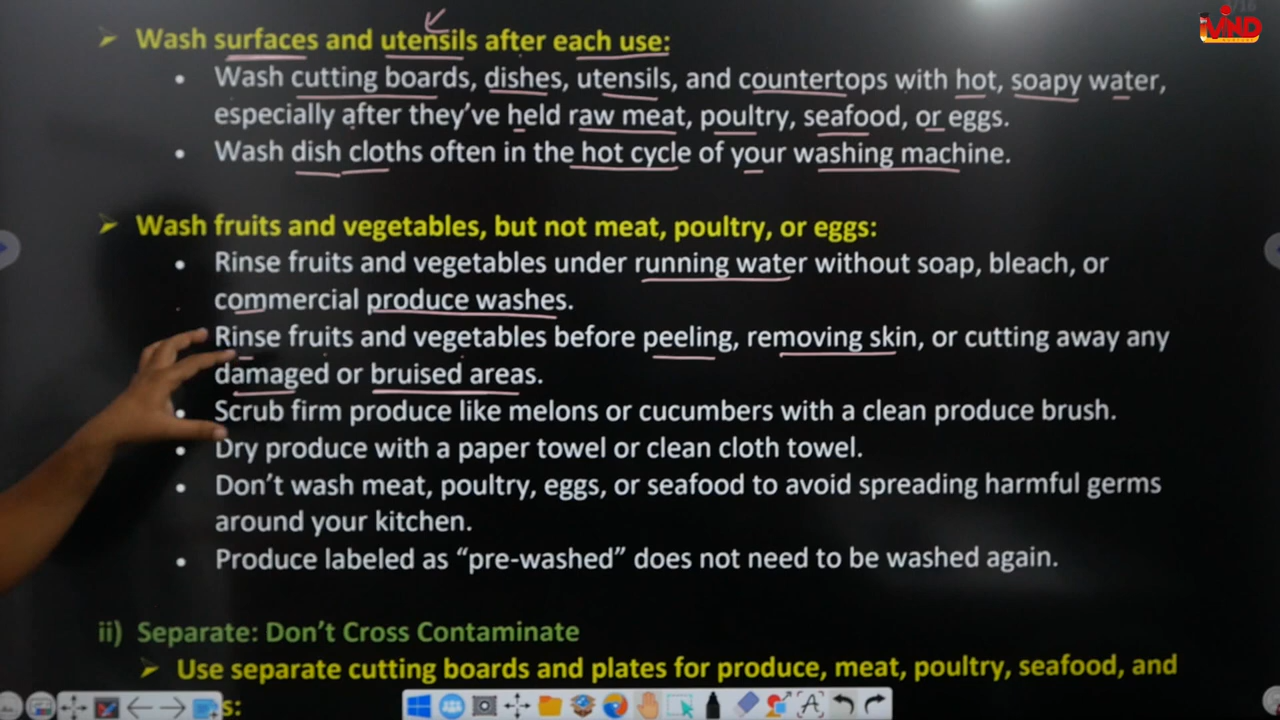 /16
iVND
➢ Wash surfaces and utensils after each use:
• Wash cutting boards, dishes, utensils, and countertops with hot, soapy water,
especially after they've held raw meat, poultry, seafood, or eggs.
• Wash dish cloths often in the hot cycle of your washing machine.
➢ Wash fruits and vegetables, but not meat, poultry, or eggs:
• Rinse fruits and vegetables under running water without soap, bleach, or
commercial produce washes.
Rinse fruits and vegetables before peeling, removing skin, or cutting away any
damaged or bruised areas.
• Scrub firm produce like melons or cucumbers with a clean produce brush.
• Dry produce with a paper towel or clean cloth towel.
• Don't wash meat, poultry, eggs, or seafood to avoid spreading harmful germs
around your kitchen.
• Produce labeled as “pre-washed” does not need to be washed again.
ii) Separate: Don't Cross Contaminate
➢ Use separate cutting boards and plates for produce, meat, poultry, seafood, and
s: